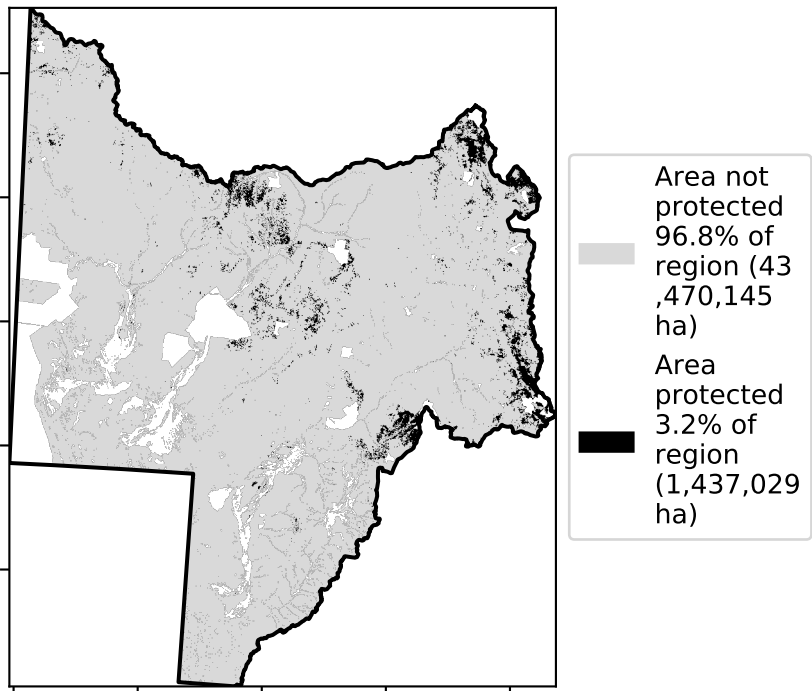 Area not
protected
96.8% of
region (43
,470,145
ha)
Area
protected
3.2% of
region
(1,437,029
ha)